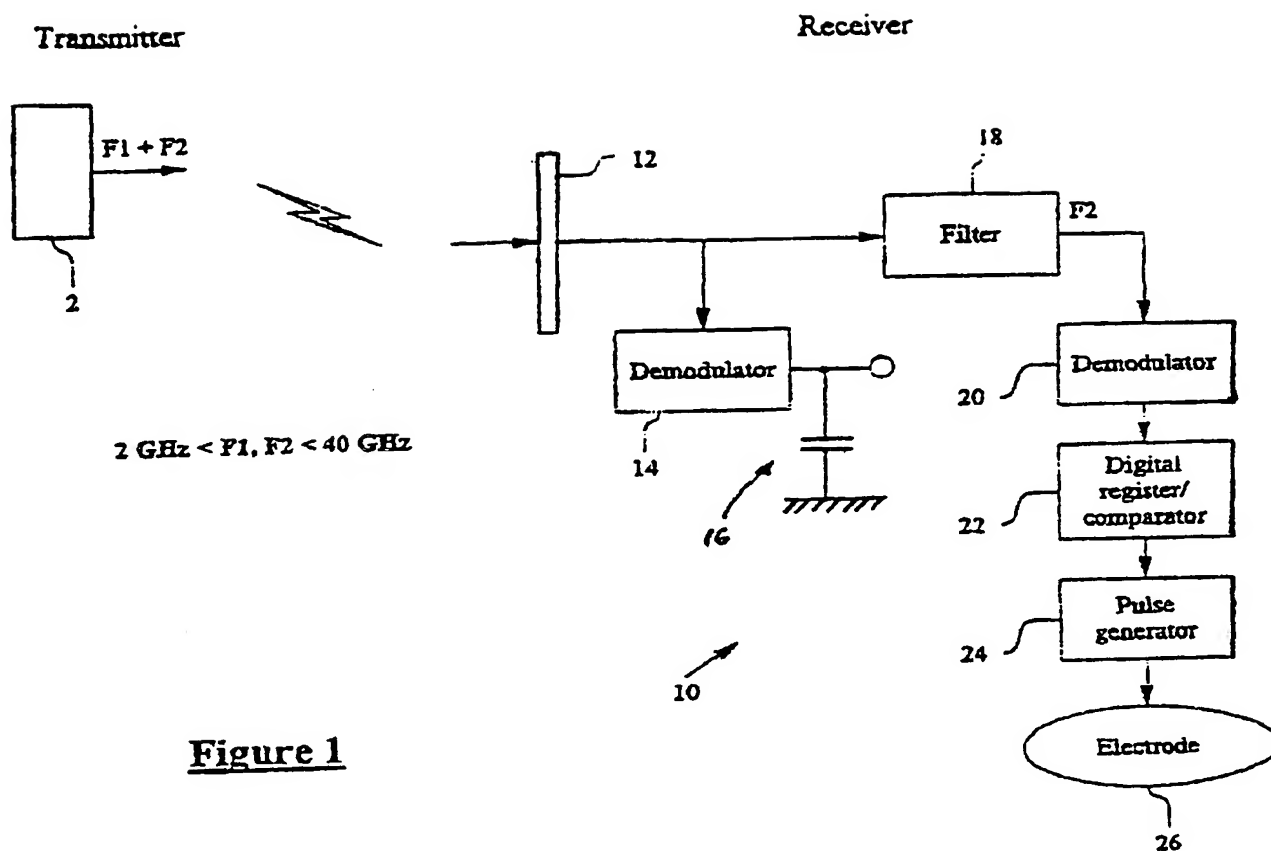 Transmitter
Receiver
F1 + F2
12
18
Filter
F2
2
Demodulator
14
16
Demodulator
20
2 GHz < F1, F2 < 40 GHz
Digital
register/
comparator
22
Pulse
generator
24
10
Electrode
26
Figure 1